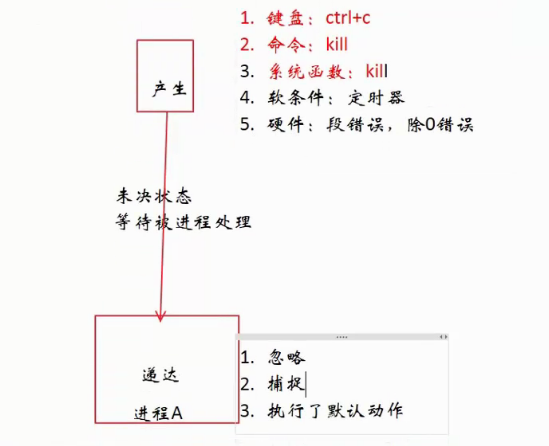 1. 键盘：ctrl+c
2. 命令：kill
3. 系统函数：kill
4. 软条件：定时器
5. 硬件：段错误，除0错误
产生
未决状态
等待被进程处理
递达
进程A
1. 忽略
2. 捕捉
3. 执行了默认动作